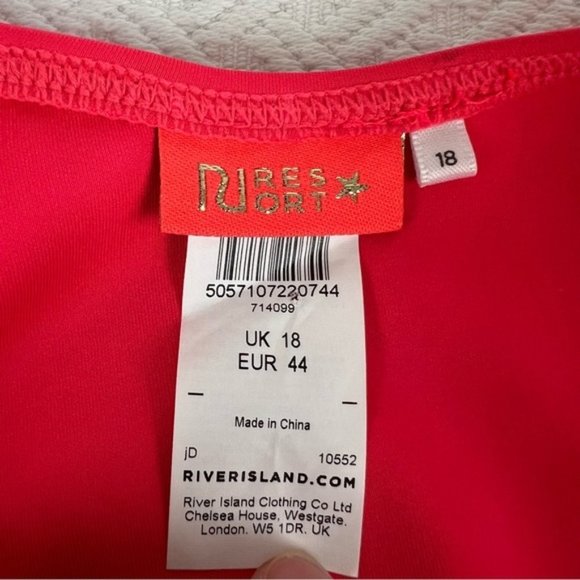 RI RES
ORT
18
5057107220744
714099
UK 18
EUR 44
Made in China
jD 10552
RIVERISLAND.COM
River Island Clothing Co Ltd
Chelsea House, Westgate.
London. W5 1DR. UK